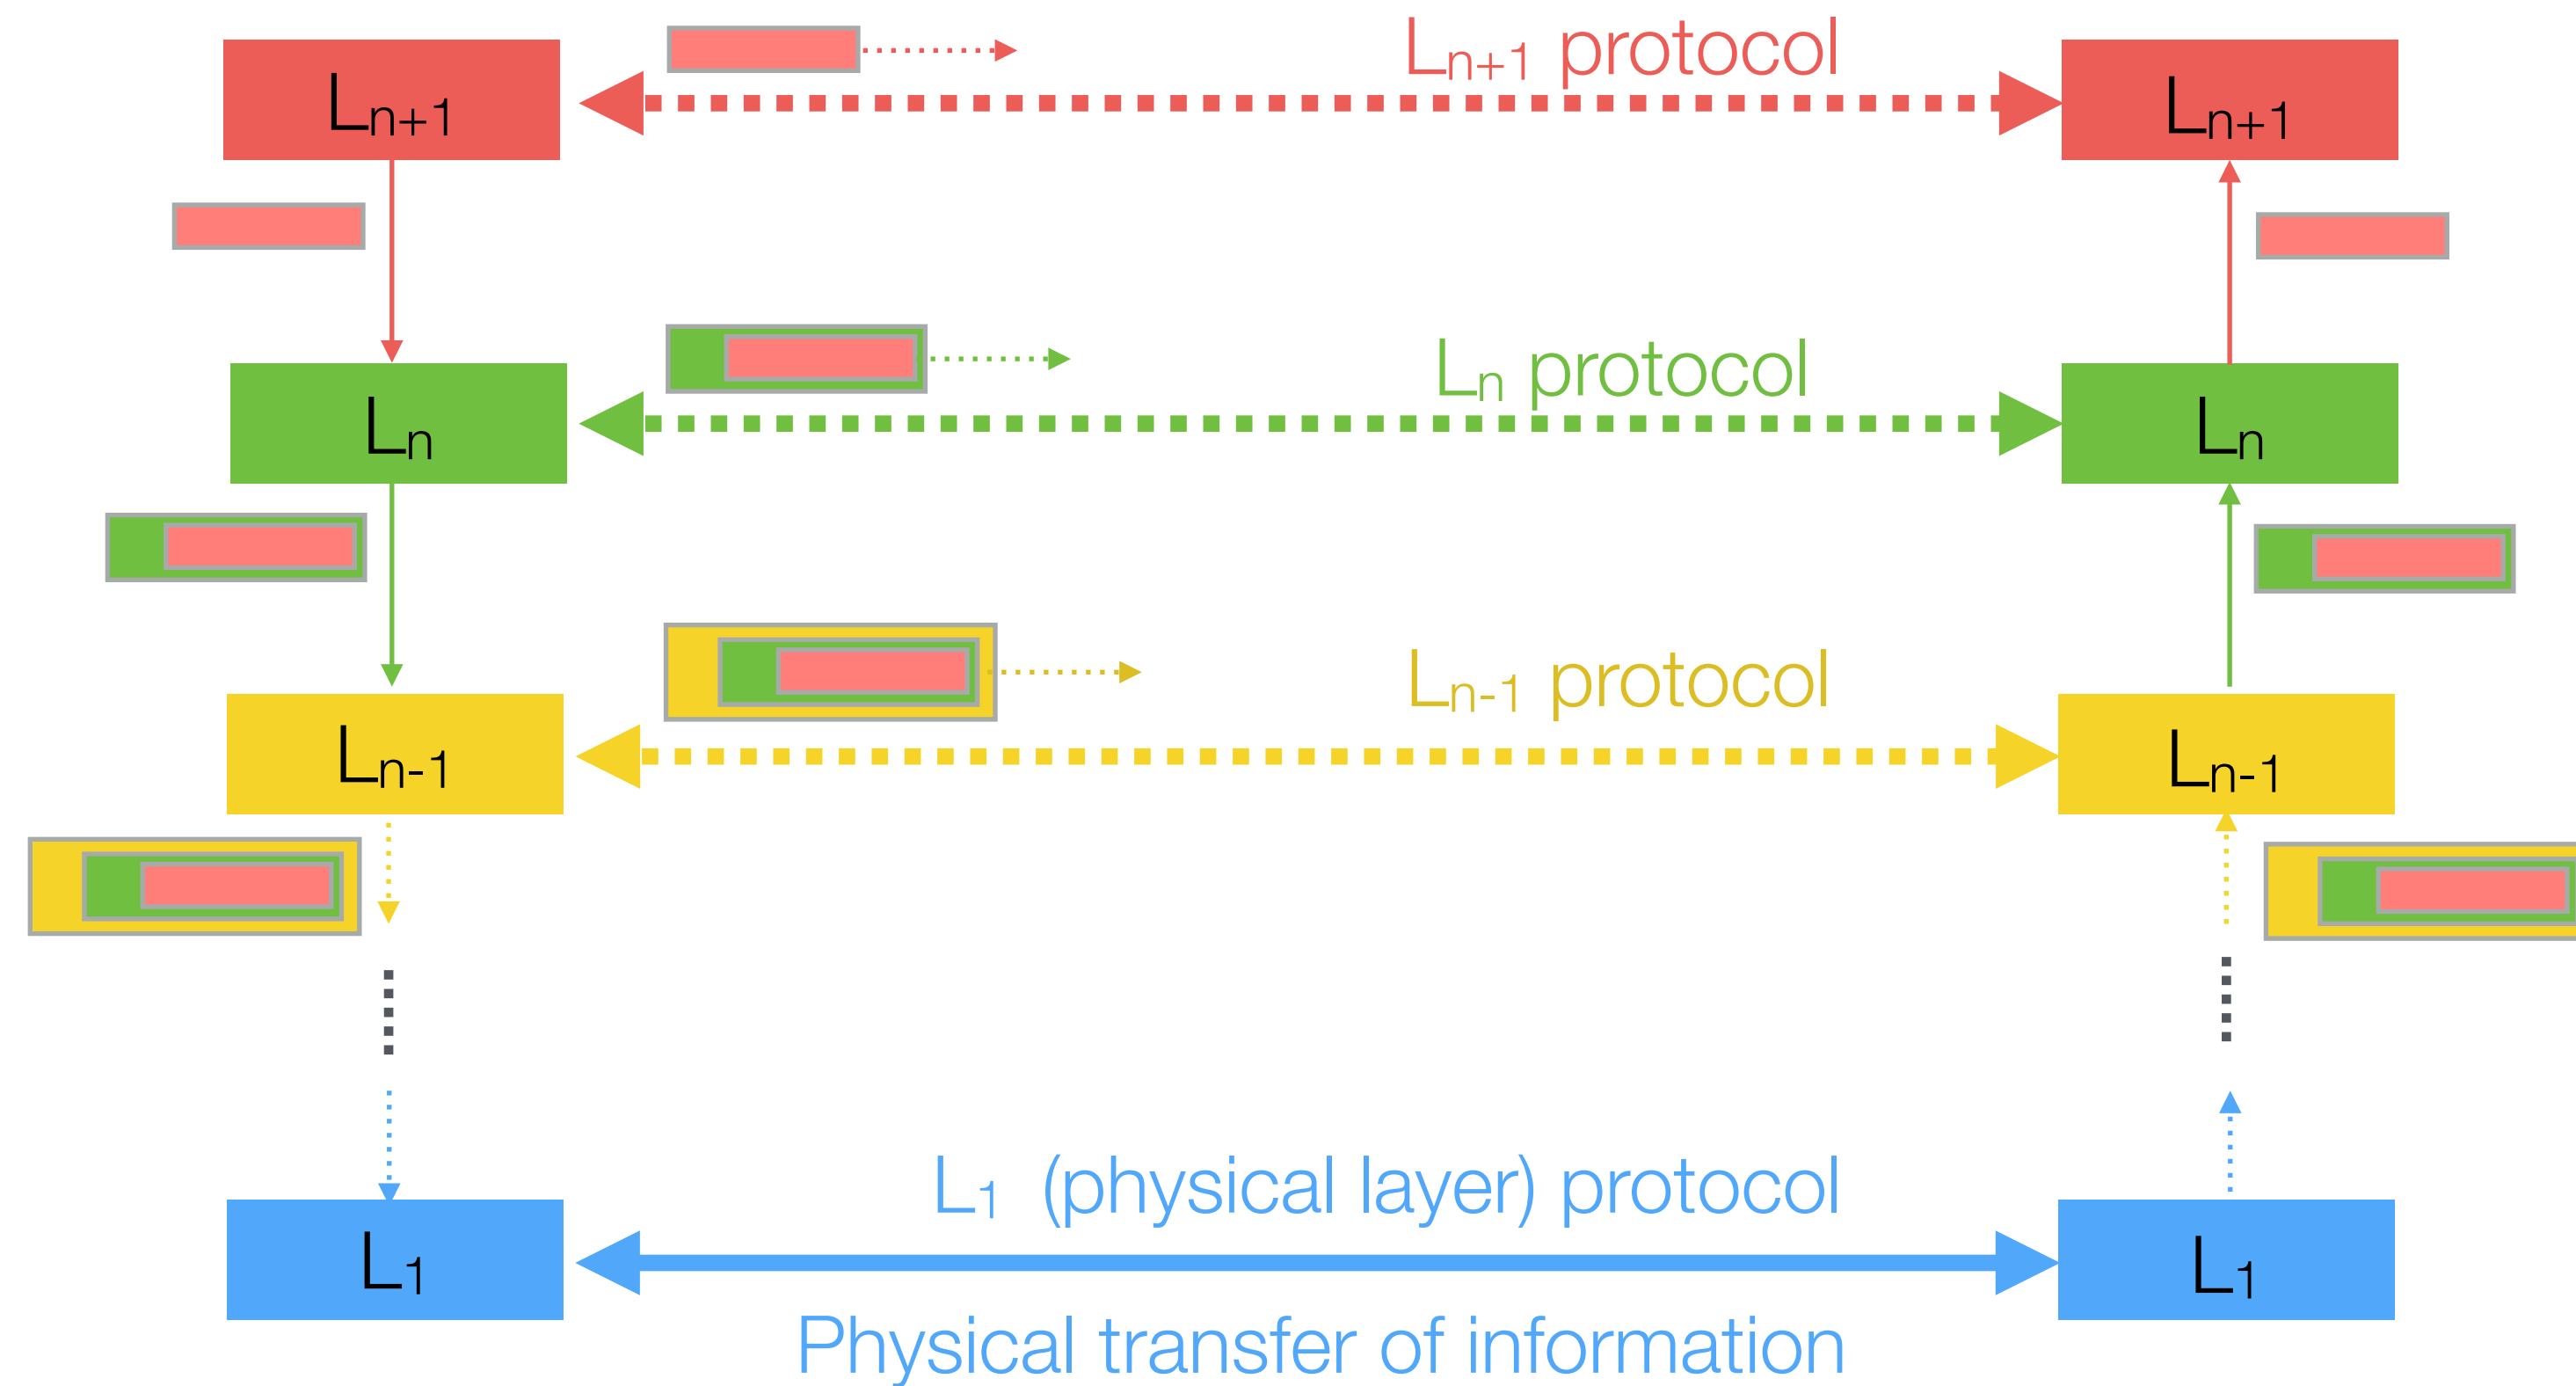 Ln+1 protocol
Ln+1
Ln+1
Ln protocol
Ln
Ln
Ln-1 protocol
Ln-1
Ln-1
L1 (physical layer) protocol
L1
L1
Physical transfer of information